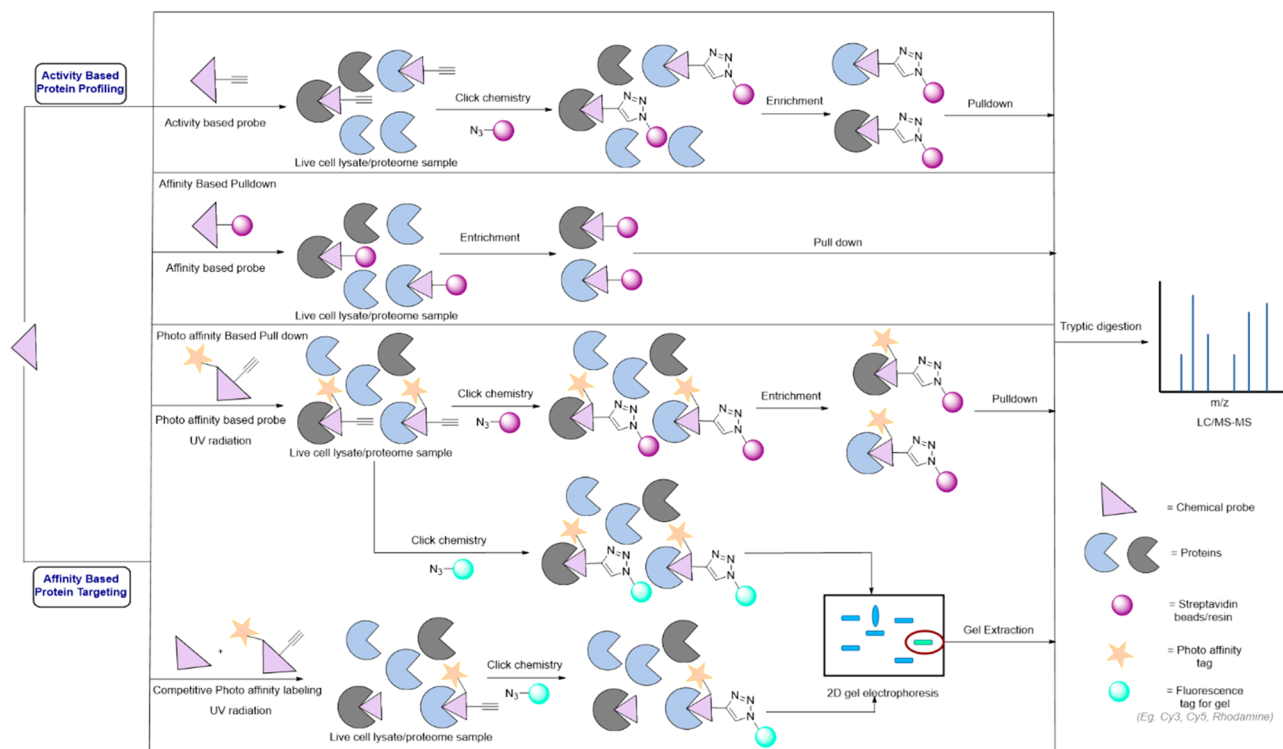 Activity Based
Protein Profiling
Activity based probe
Live cell lysate/proteome sample
Click chemistry
N3
N
N
N
N
N
N
Enrichment
N
N
N
N
N
N
Pulldown
Affinity Based Pulldown
Affinity based probe
Live cell lysate/proteome sample
Entrichment
Pull down
Photo affinity Based Pull down
Photo affinity based probe
UV radiation
Live cell lysate/proteome sample
Click chemistry
N3
N
N
N
N
N
N
Entrichment
N
N
N
N
N
N
Pulldown
Tryptic digestion
m/z
LC/MS-MS
Click chemistry
N3
N
N
N
N
N
N
Affinity Based
Protein Targeting
+
Competitive Photo affinity labeling
UV radiation
Live cell lysate/proteome sample
Click chemistry
N3
N
N
N
2D gel electrophoresis
Gel Extraction
= Chemical probe
= Proteins
= Streptavidin
beads/resin
= Photo affinity
tag
= Fluorescence
tag for gel
(Eg. Cy3, Cy5, Rhodamine)